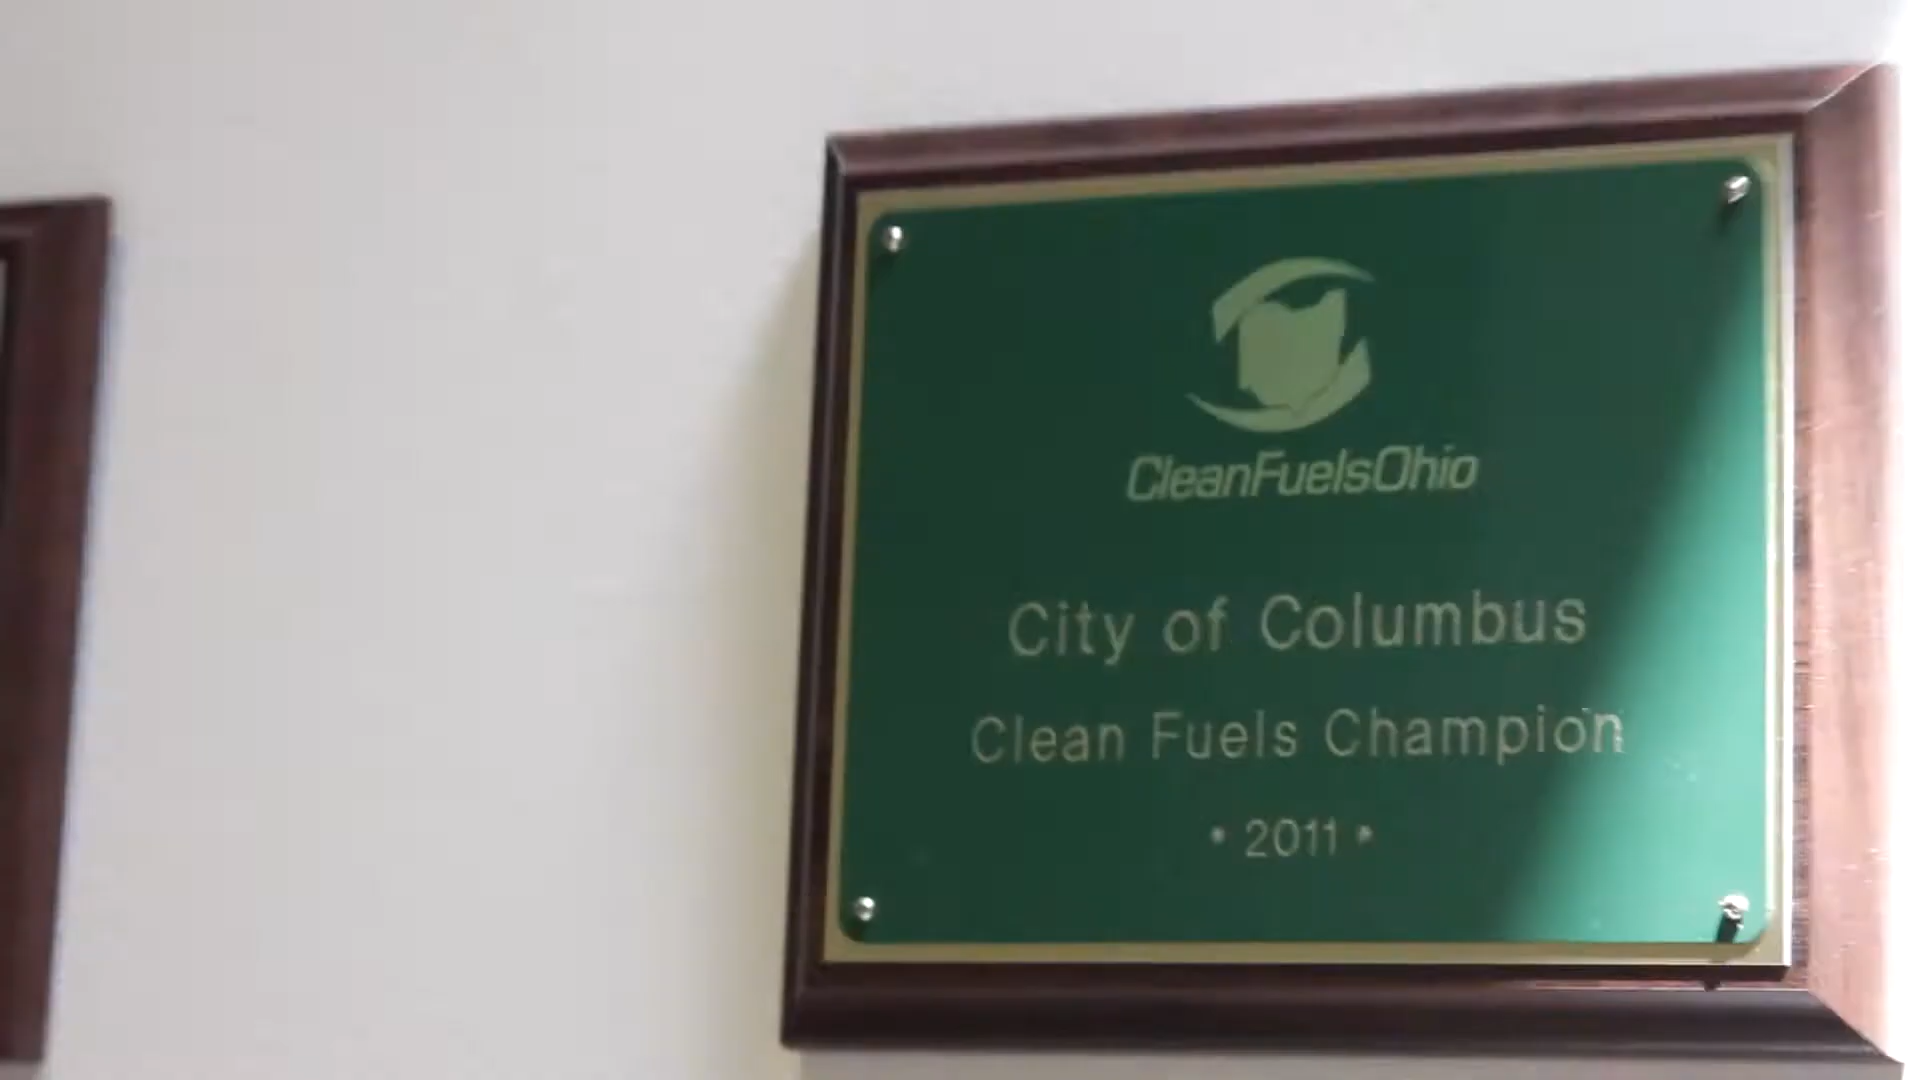 CleanFuelsOhio
City of Columbus
Clean Fuels Champion
• 2011 •